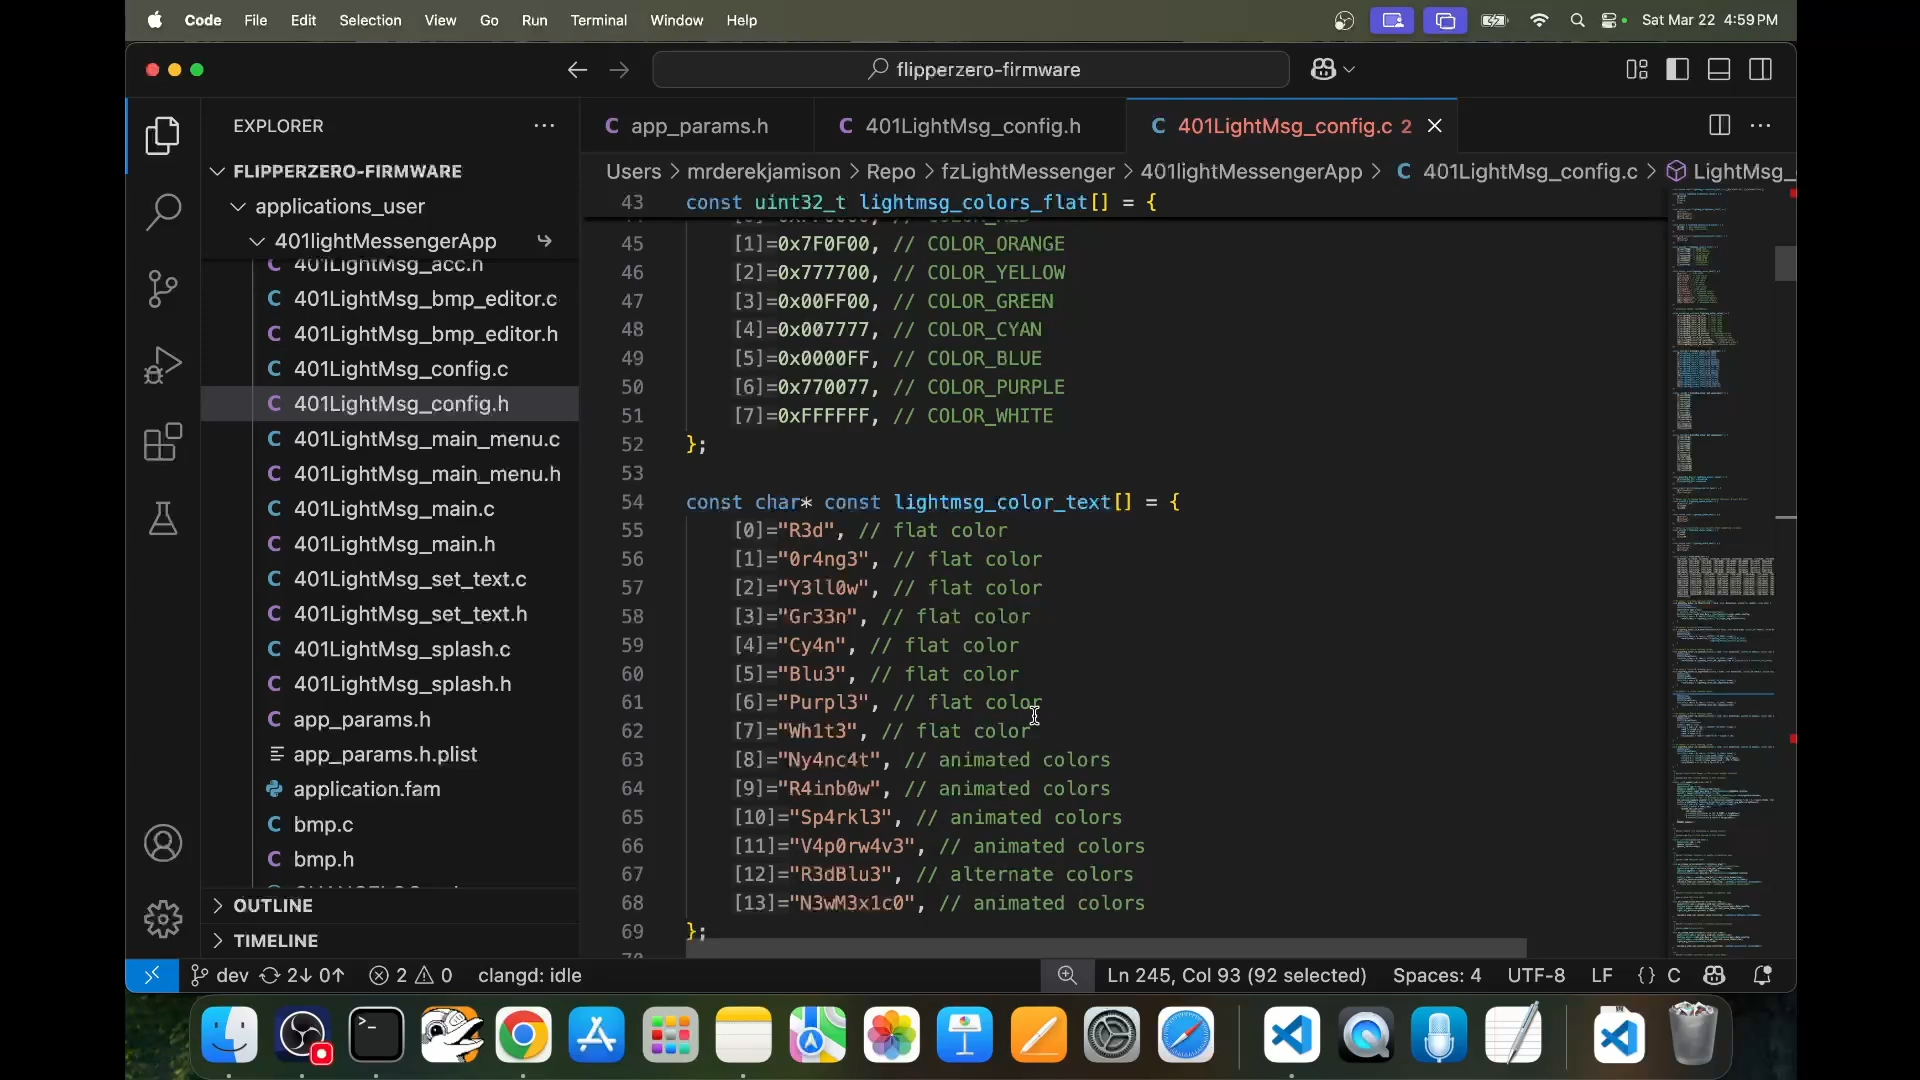 Code File Edit Selection View Go Run Terminal Window Help Sat Mar 22 4:59 PM
flipperzero-firmware
EXPLORER
FLIPPERZERO-FIRMWARE
applications_user
401lightMessengerApp
401LightMsg_acc.h
401LightMsg_bmp_editor.c
401LightMsg_bmp_editor.h
401LightMsg_config.c
401LightMsg_config.h
401LightMsg_main_menu.c
401LightMsg_main_menu.h
401LightMsg_main.c
401LightMsg_main.h
401LightMsg_set_text.c
401LightMsg_set_text.h
401LightMsg_splash.c
401LightMsg_splash.h
app_params.h
app_params.h.plist
application.fam
bmp.c
bmp.h
OUTLINE
TIMELINE
app_params.h 401LightMsg_config.h 401LightMsg_config.c 2
Users > mrderekjamison > Repo > fzLightMessenger > 401lightMessengerApp > 401LightMsg_config.c > LightMsg_
43 const uint32_t lightmsg_colors_flat[] = {
45 [1]=0x7F0F00, // COLOR_ORANGE
46 [2]=0x777700, // COLOR_YELLOW
47 [3]=0x00FF00, // COLOR_GREEN
48 [4]=0x007777, // COLOR_CYAN
49 [5]=0x0000FF, // COLOR_BLUE
50 [6]=0x770077, // COLOR_PURPLE
51 [7]=0xFFFFFF, // COLOR_WHITE
52 };
53
54 const char* const lightmsg_color_text[] = {
55 [0]="R3d", // flat color
56 [1]="0r4ng3", // flat color
57 [2]="Y3ll0w", // flat color
58 [3]="Gr33n", // flat color
59 [4]="Cy4n", // flat color
60 [5]="Blu3", // flat color
61 [6]="Purpl3", // flat color
62 [7]="Wh1t3", // flat color
63 [8]="Ny4nc4t", // animated colors
64 [9]="R4inb0w", // animated colors
65 [10]="Sp4rkl3", // animated colors
66 [11]="V4p0rw4v3", // animated colors
67 [12]="R3dBlu3", // alternate colors
68 [13]="N3wM3x1c0", // animated colors
69 };
dev 2↓ 0↑ 2 0 clangd: idle Ln 245, Col 93 (92 selected) Spaces: 4 UTF-8 LF {} C